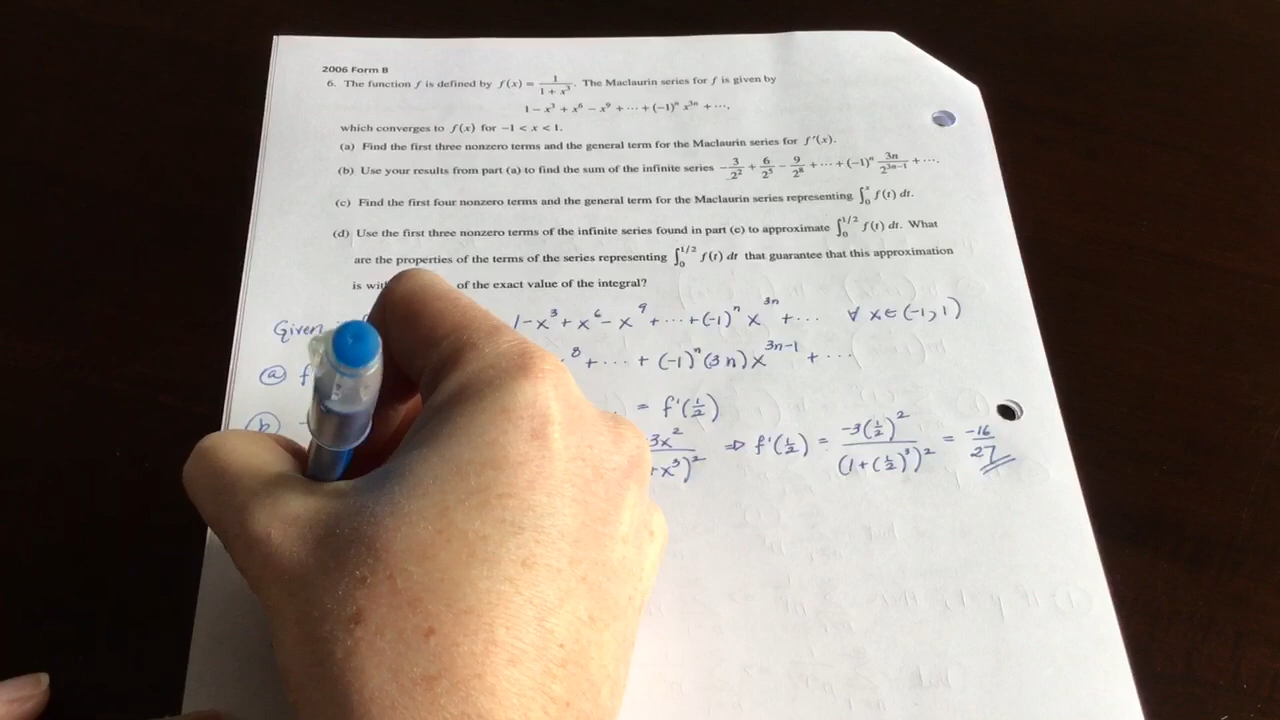 2006 Form B
6. The function f is defined by f(x) = 1/(1 + x³). The Maclaurin series for f is given by
1 − x³ + x⁶ − x⁹ + ⋯ + (−1)ⁿ x³ⁿ + ⋯,
which converges to f(x) for −1 < x < 1.
(a) Find the first three nonzero terms and the general term for the Maclaurin series for f′(x).
(b) Use your results from part (a) to find the sum of the infinite series −3/2² + 6/2⁵ − 9/2⁸ + ⋯ + (−1)ⁿ 3n/2³ⁿ⁻¹ + ⋯.
(c) Find the first four nonzero terms and the general term for the Maclaurin series representing ∫₀ˣ f(t) dt.
(d) Use the first three nonzero terms of the infinite series found in part (c) to approximate ∫₀^(1/2) f(t) dt. What
are the properties of the terms of the series representing ∫₀^(1/2) f(t) dt that guarantee that this approximation
is of the exact value of the integral?
Given 1 − x³ + x⁶ − x⁹ + ⋯ + (−1)ⁿ x³ⁿ + ⋯ ∀ x ∈ (−1, 1)
(a) f ⁸ + ⋯ + (−1)ⁿ (3n) x³ⁿ⁻¹ + ⋯
(b) = f′(1/2)
3x² / +x³)² ⇒ f′(1/2) = −3(1/2)² / (1 + (1/2)³)² = −16/27